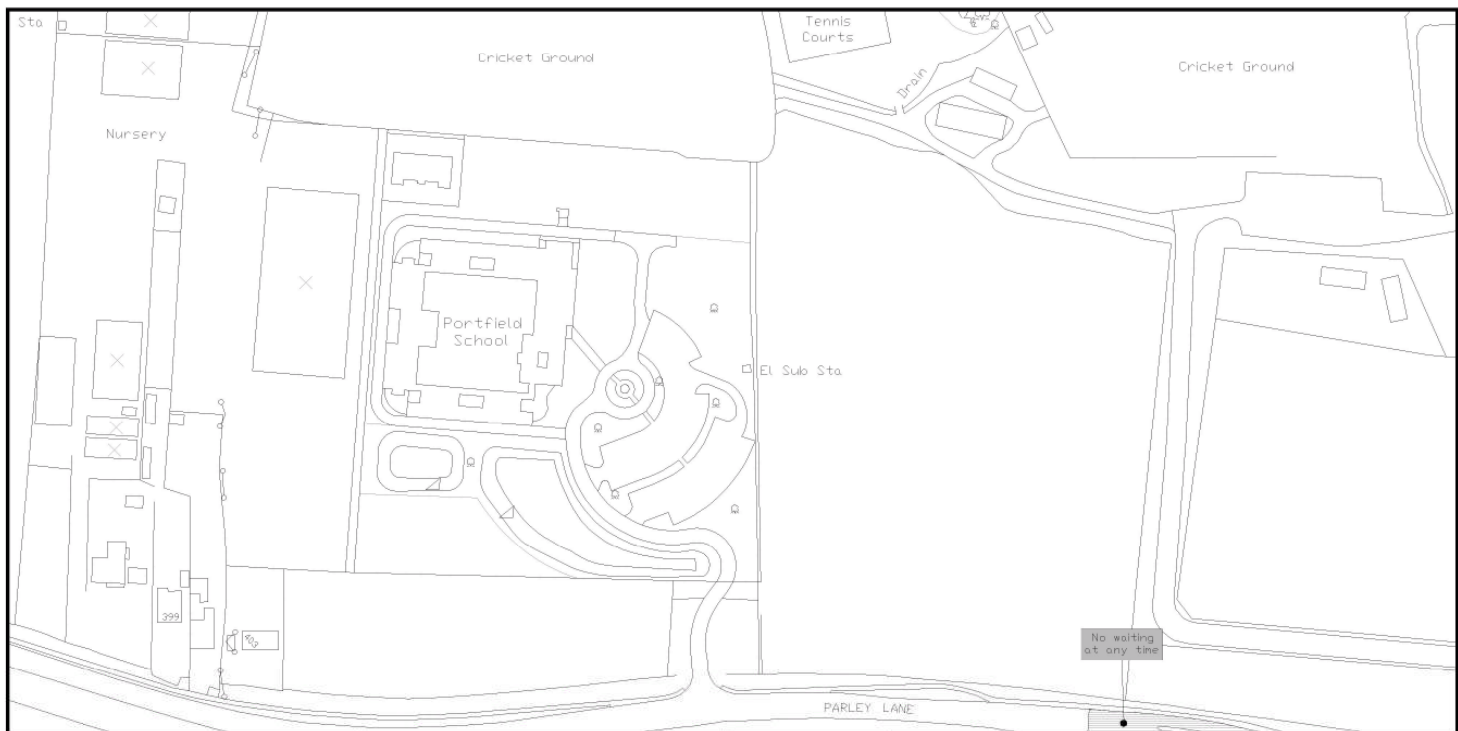 Sta
Tennis
Courts
Cricket Ground
Cricket Ground
Drain
Nursery
Portfield
School
El Sub Sta
399
403
No waiting
at any time
PARLEY LANE